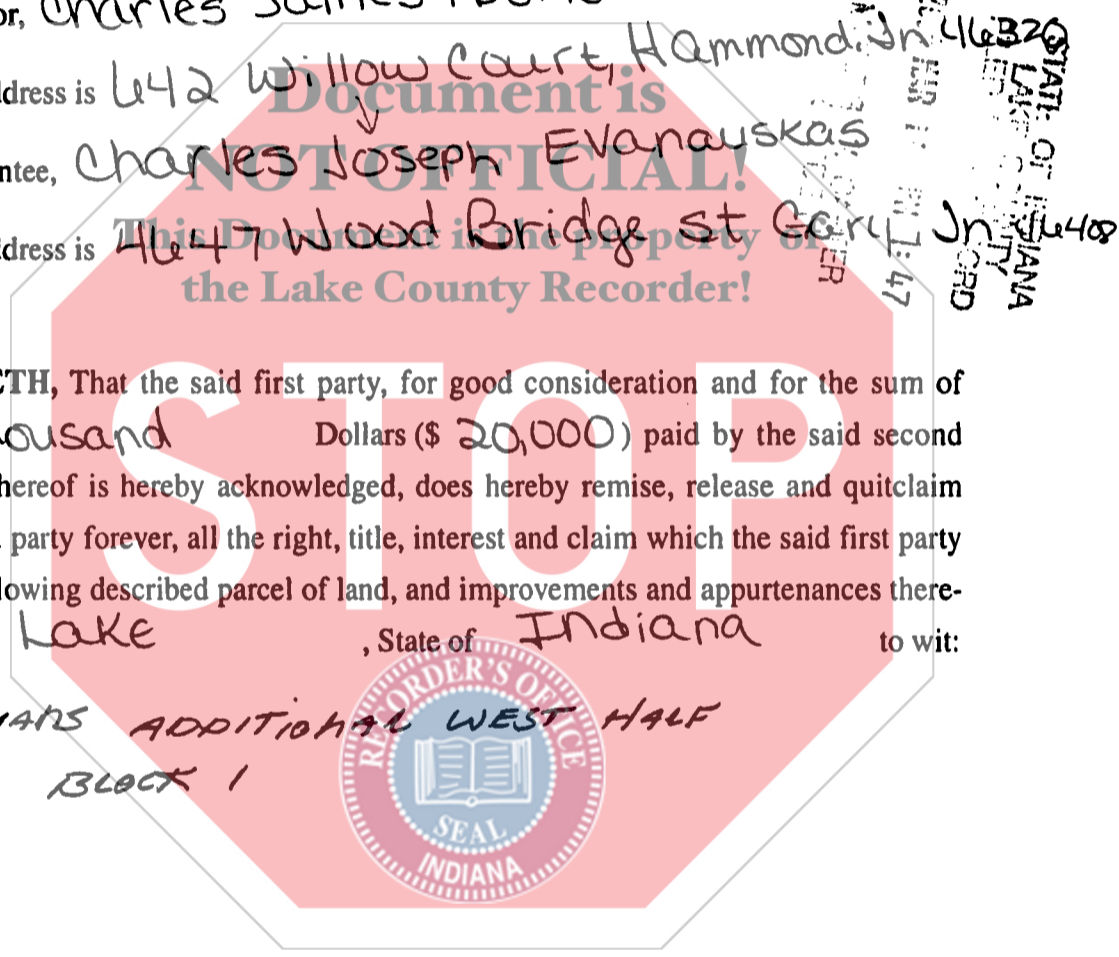 or, Charles James
dress is 642 Willow Court, Hammond, In 46320
Document is
ntee, Charles Joseph Evanauskas
NOT OFFICIAL!
dress is 4647 Wood Bridge St Gary In 46408
This Document is the property of
the Lake County Recorder!
STATE OF INDIANA
LAKE COUNTY
CORD
1:47
CTH, That the said first party, for good consideration and for the sum of
ousand Dollars ($ 20,000) paid by the said second
hereof is hereby acknowledged, does hereby remise, release and quitclaim
party forever, all the right, title, interest and claim which the said first party
lowing described parcel of land, and improvements and appurtenances there-
Lake , State of Indiana to wit:
STOP
ADDITIONAL WEST HALF
BLOCK 1
RECORDER'S OFFICE
SEAL
INDIANA